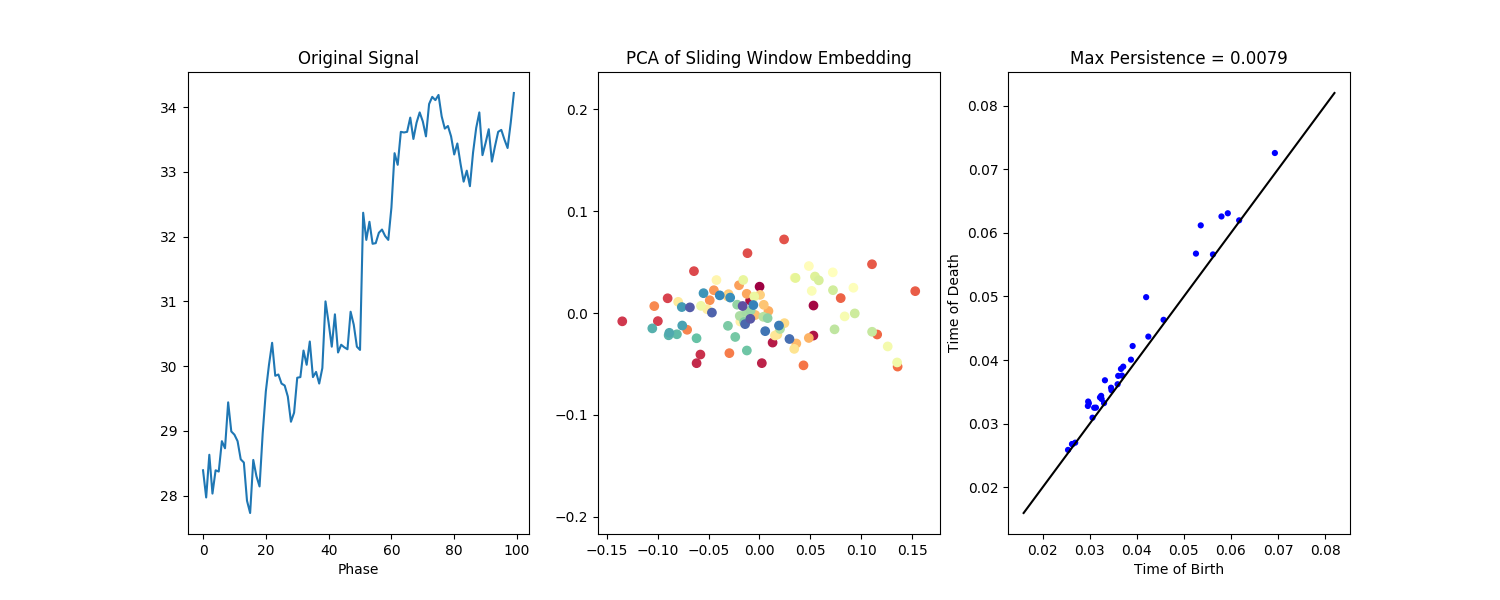 Original Signal
34
33
32
31
30
29
28
0 20 40 60 80 100
Phase
PCA of Sliding Window Embedding
0.2
0.1
0.0
−0.1
−0.2
−0.15 −0.10 −0.05 0.00 0.05 0.10 0.15
Max Persistence = 0.0079
Time of Death
0.08
0.07
0.06
0.05
0.04
0.03
0.02
0.02 0.03 0.04 0.05 0.06 0.07 0.08
Time of Birth